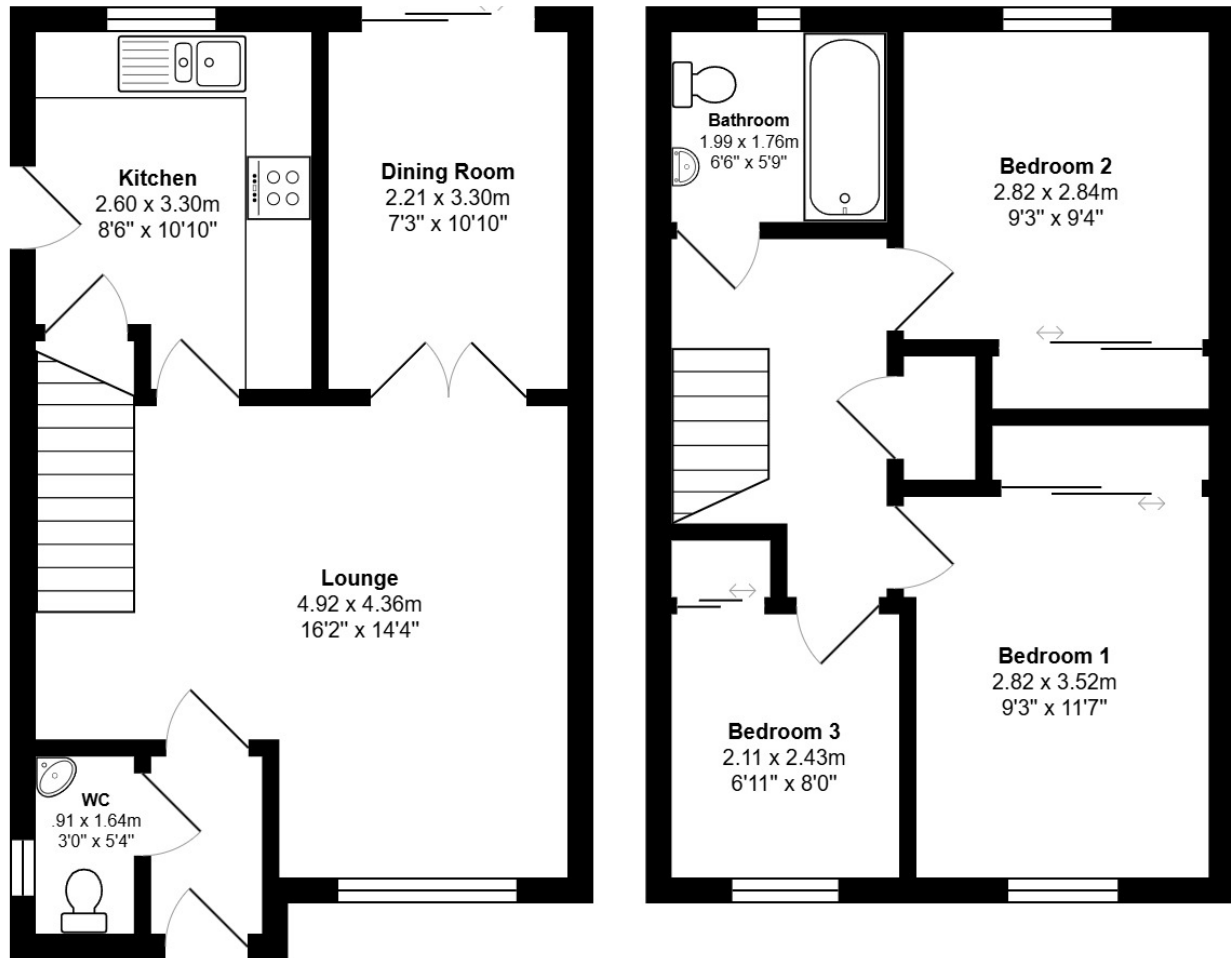 Kitchen
2.60 x 3.30m
8'6" x 10'10"
Dining Room
2.21 x 3.30m
7'3" x 10'10"
Lounge
4.92 x 4.36m
16'2" x 14'4"
WC
.91 x 1.64m
3'0" x 5'4"
Bathroom
1.99 x 1.76m
6'6" x 5'9"
Bedroom 2
2.82 x 2.84m
9'3" x 9'4"
Bedroom 1
2.82 x 3.52m
9'3" x 11'7"
Bedroom 3
2.11 x 2.43m
6'11" x 8'0"